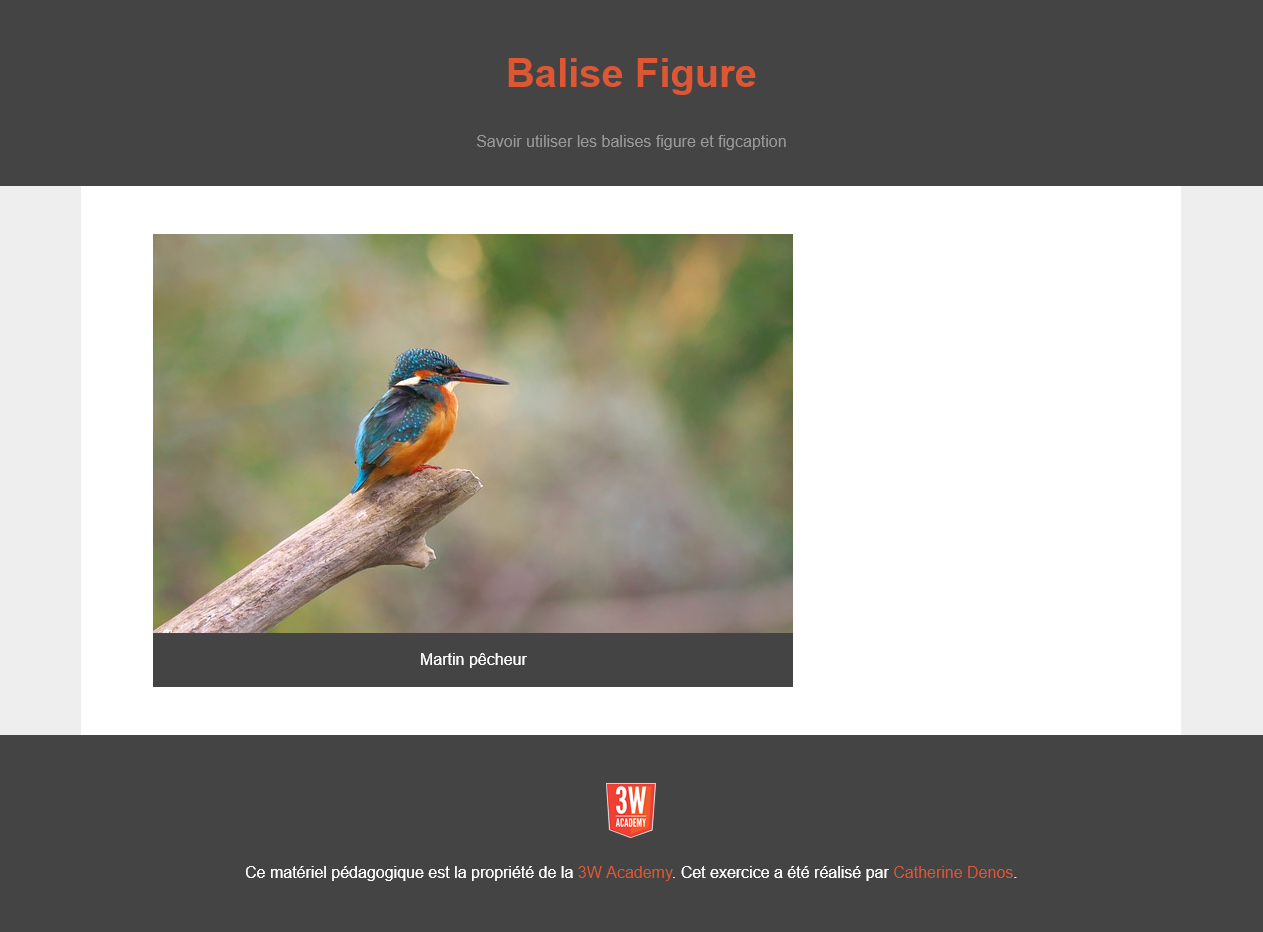 Balise Figure
Savoir utiliser les balises figure et figcaption
Martin pêcheur
3W
ACADEMY
Ce matériel pédagogique est la propriété de la 3W Academy. Cet exercice a été réalisé par Catherine Denos.